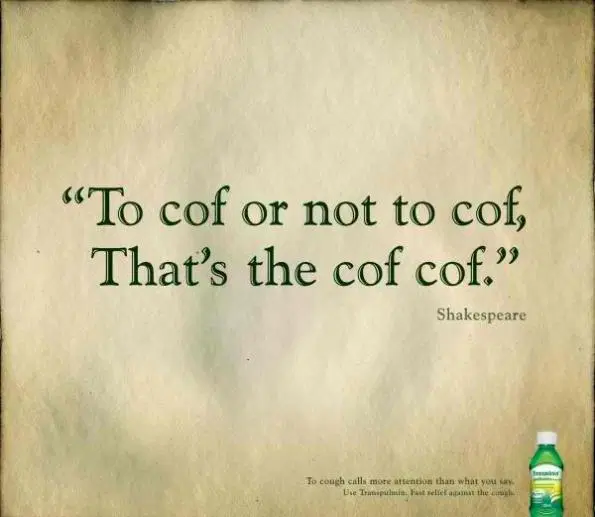 “To cof or not to cof,
That’s the cof cof.”
Shakespeare
To cough calls more attention than what you say.
Use Transpulmin. Fast relief against the cough.
Transpulmin